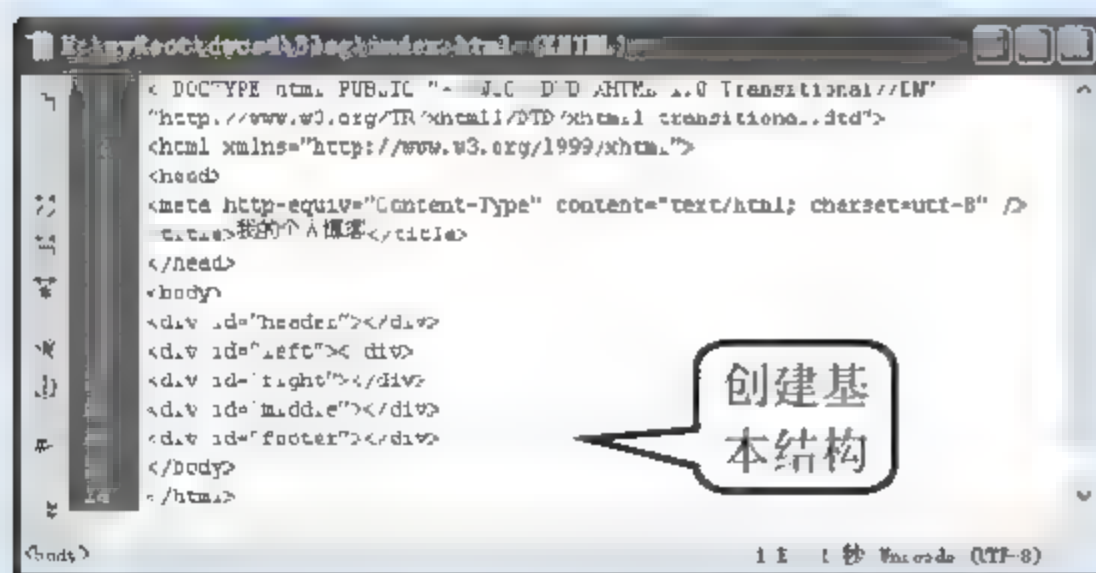 DOCTYPE html PUBLIC "- W3C DTD XHTML 1.0 Transitional//EN"
"http://www.w3.org/TR/xhtml1/DTD/xhtml1-transitional.dtd">
<html xmlns="http://www.w3.org/1999/xhtml">
<head>
<meta http-equiv="Content-Type" content="text/html; charset=utf-8" />
<title>我的个人博客</title>
</head>
<body>
<div id="header"></div>
<div id="left"></div>
<div id="right"></div>
<div id="middle"></div>
<div id="footer"></div>
</body>
</html>
创建基
本结构
<body>
1 K 1 秒 Unicode (UTF-8)